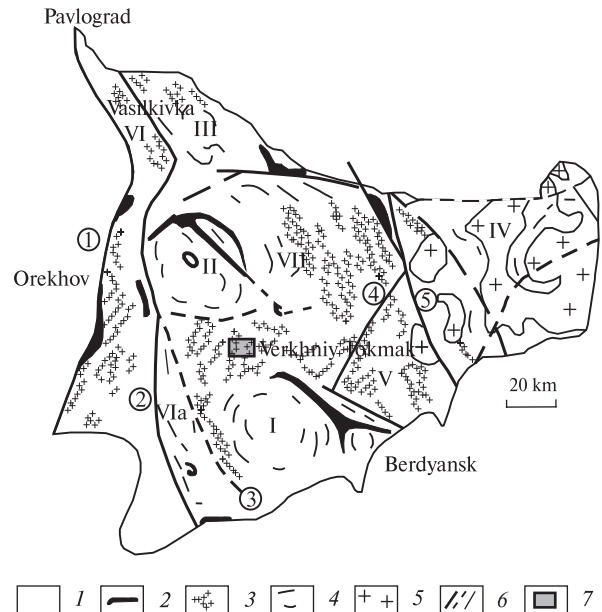 Pavlograd
Vasilkivka
VI
III
IV
1
II
VII
Orekhov
4
5
Verkhniy Tokmak
V
20 km
2
VIa
I
Berdyansk
3
1 2 3 4 5 6 7